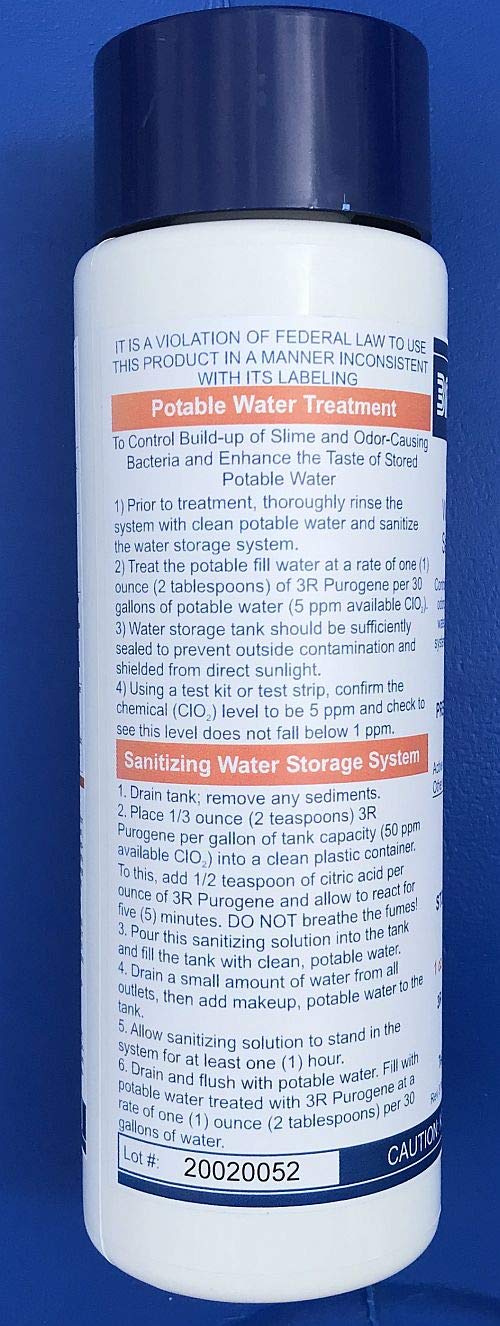 IT IS A VIOLATION OF FEDERAL LAW TO USE
THIS PRODUCT IN A MANNER INCONSISTENT
WITH ITS LABELING
Potable Water Treatment
To Control Build-up of Slime and Odor-Causing
Bacteria and Enhance the Taste of Stored
Potable Water
1) Prior to treatment, thoroughly rinse the
system with clean potable water and sanitize
the water storage system.
2) Treat the potable fill water at a rate of one (1)
ounce (2 tablespoons) of 3R Purogene per 30
gallons of potable water (5 ppm available ClO₂).
3) Water storage tank should be sufficiently
sealed to prevent outside contamination and
shielded from direct sunlight.
4) Using a test kit or test strip, confirm the
chemical (ClO₂) level to be 5 ppm and check to
see this level does not fall below 1 ppm.
Sanitizing Water Storage System
1. Drain tank; remove any sediments.
2. Place 1/3 ounce (2 teaspoons) 3R
Purogene per gallon of tank capacity (50 ppm
available ClO₂) into a clean plastic container.
To this, add 1/2 teaspoon of citric acid per
ounce of 3R Purogene and allow to react for
five (5) minutes. DO NOT breathe the fumes!
3. Pour this sanitizing solution into the tank
and fill the tank with clean, potable water.
4. Drain a small amount of water from all
outlets, then add makeup, potable water to the
tank.
5. Allow sanitizing solution to stand in the
system for at least one (1) hour.
6. Drain and flush with potable water. Fill with
potable water treated with 3R Purogene at a
rate of one (1) ounce (2 tablespoons) per 30
gallons of water.
Lot #: 20020052
CAUTION